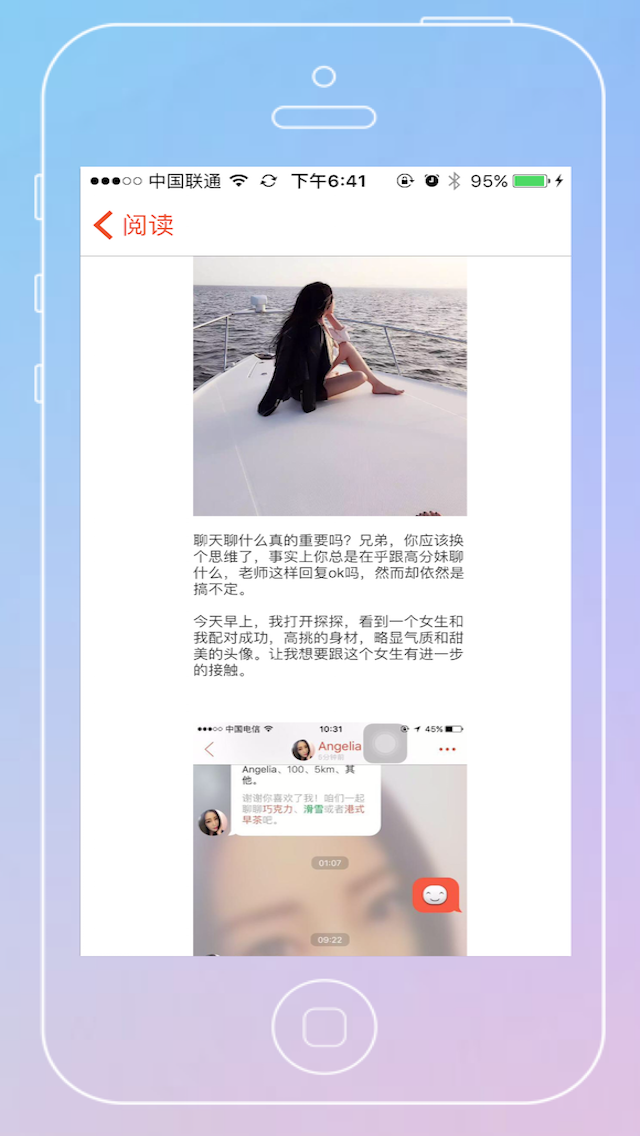 中国联通 下午6:41 95%
阅读
聊天聊什么真的重要吗？兄弟，你应该换
个思维了，事实上你总是在乎跟高分妹聊
什么，老师这样回复ok吗，然而却依然是
搞不定。
今天早上，我打开探探，看到一个女生和
我配对成功，高挑的身材，略显气质和甜
美的头像。让我想要跟这个女生有进一步
的接触。
中国电信 10:31 45%
Angelia
5分钟前
Angelia、100、5km、其
他。
谢谢你喜欢了我！咱们一起
聊聊巧克力、滑雪或者港式
早茶吧。
01:07
09:22